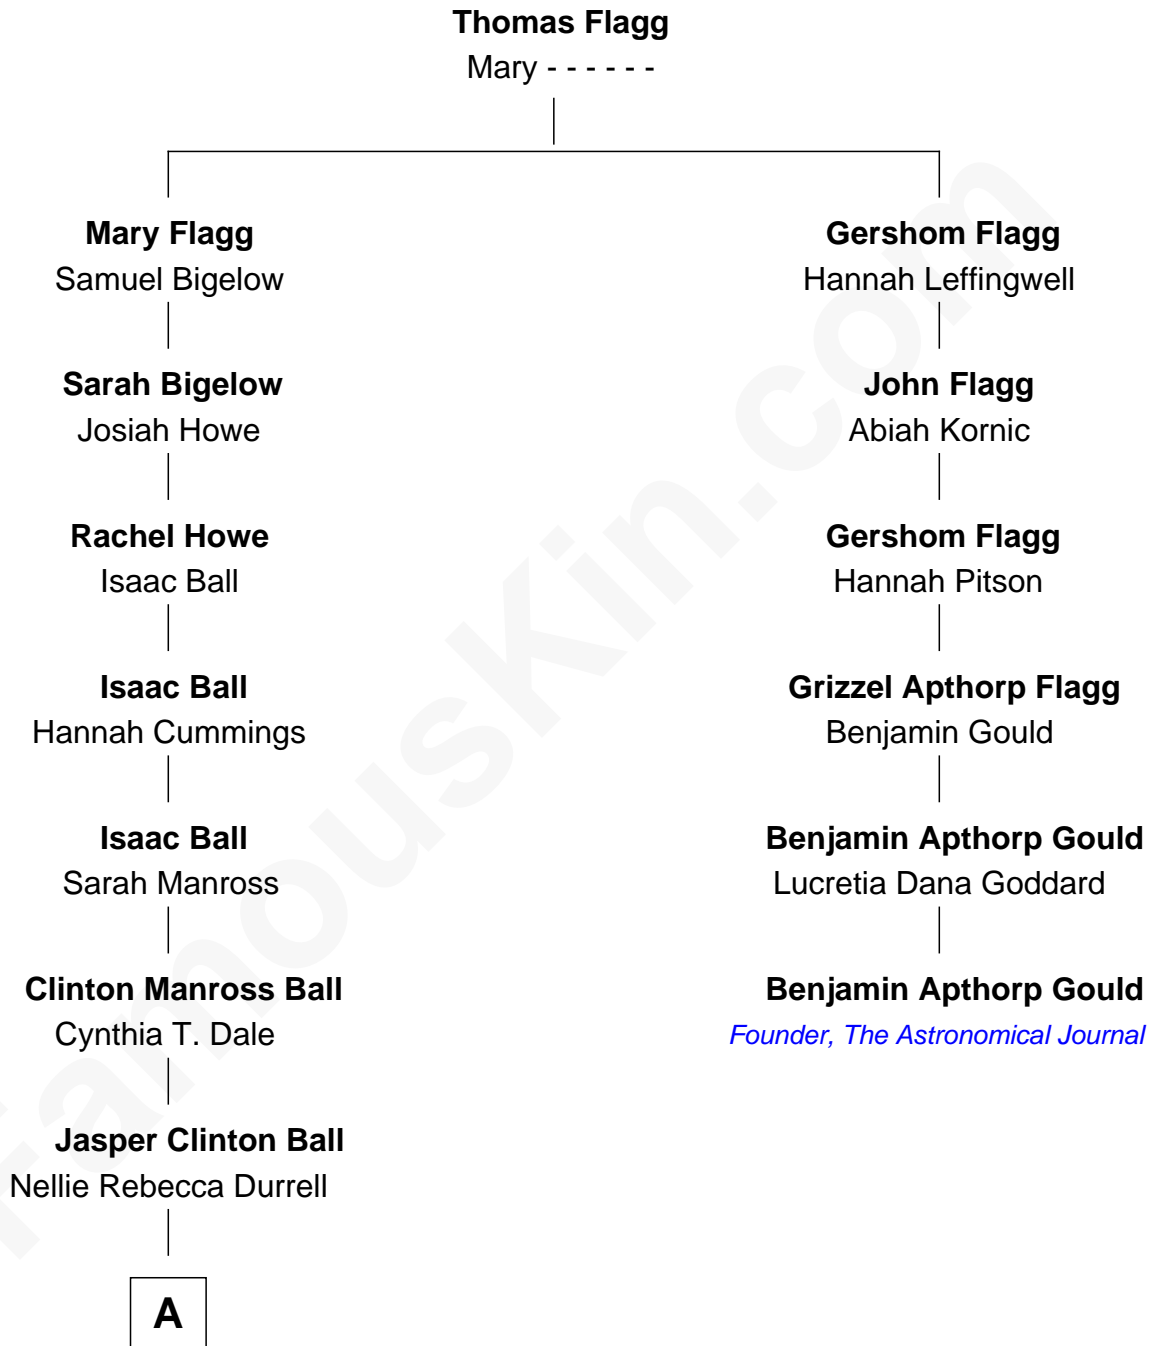 Thomas Flagg
Mary - - - - - -
Mary Flagg
Samuel Bigelow
Gershom Flagg
Hannah Leffingwell
Sarah Bigelow
Josiah Howe
John Flagg
Abiah Kornic
Rachel Howe
Isaac Ball
Gershom Flagg
Hannah Pitson
Isaac Ball
Hannah Cummings
Grizzel Apthorp Flagg
Benjamin Gould
Isaac Ball
Sarah Manross
Benjamin Apthorp Gould
Lucretia Dana Goddard
Clinton Manross Ball
Cynthia T. Dale
Benjamin Apthorp Gould
Founder, The Astronomical Journal
Jasper Clinton Ball
Nellie Rebecca Durrell
A
FamousKin.com